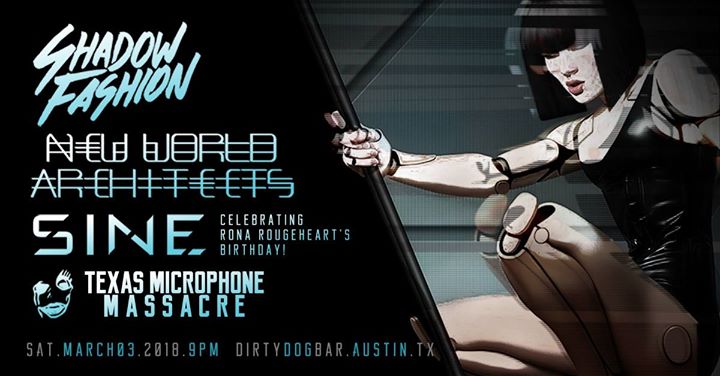 SHADOW
FASHION
NEW WORLD
ARCHITECTS
SINE
CELEBRATING
RONA ROUGEHEART'S
BIRTHDAY!
TEXAS MICROPHONE
MASSACRE
SAT.MARCH03.2018.9PM DIRTYDOGBAR.AUSTIN.TX